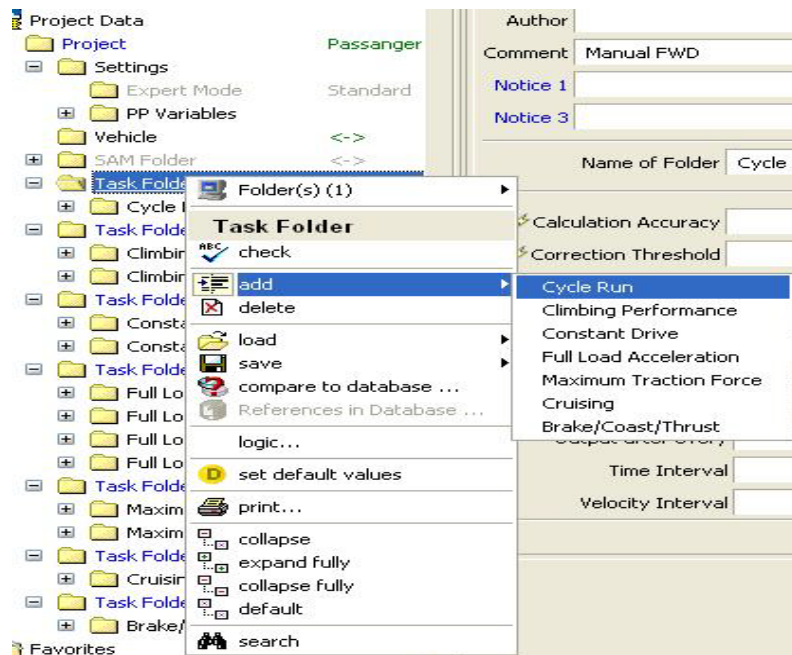 Project Data
Project Passanger
Settings
Expert Mode Standard
PP Variables
Vehicle <->
SAM Folder <->
Task Folde
Cycle
Task Folde
Climbin
Climbin
Task Folde
Consta
Consta
Task Folde
Full Lo
Full Lo
Full Lo
Full Lo
Task Folde
Maxim
Maxim
Task Folde
Cruisin
Task Folde
Brake/
Favorites
Folder(s) (1)
Task Folder
ABC check
add
delete
load
save
compare to database ...
References in Database ...
logic...
D set default values
print...
collapse
expand fully
collapse fully
default
search
Cycle Run
Climbing Performance
Constant Drive
Full Load Acceleration
Maximum Traction Force
Cruising
Brake/Coast/Thrust
Author
Comment Manual FWD
Notice 1
Notice 3
Name of Folder Cycle
Calculation Accuracy
Correction Threshold
Output after every
Time Interval
Velocity Interval